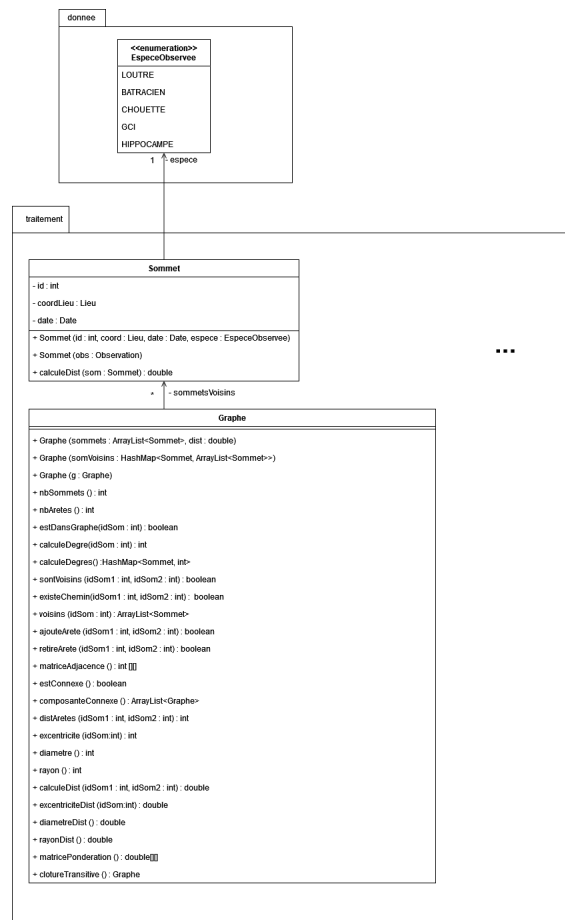 donnee
<<enumeration>>
EspeceObservee
LOUTRE
BATRACIEN
CHOUETTE
GCI
HIPPOCAMPE
1 - espece
traitement
Sommet
- id : int
- coordLieu : Lieu
- date : Date
+ Sommet (id : int, coord : Lieu, date : Date, espece : EspeceObservee)
+ Sommet (obs : Observation)
+ calculeDist (som : Sommet) : double
...
* - sommetsVoisins
Graphe
+ Graphe (sommets : ArrayList<Sommet>, dist : double)
+ Graphe (somVoisins : HashMap<Sommet, ArrayList<Sommet>>)
+ Graphe (g : Graphe)
+ nbSommets () : int
+ nbAretes () : int
+ estDansGraphe(idSom : int) : boolean
+ calculeDegre(idSom : int) : int
+ calculeDegres() :HashMap<Sommet, int>
+ sontVoisins (idSom1 : int, idSom2 : int) : boolean
+ existeChemin(idSom1 : int, idSom2 : int) : boolean
+ voisins (idSom : int) : ArrayList<Sommet>
+ ajouteArete (idSom1 : int, idSom2 : int) : boolean
+ retireArete (idSom1 : int, idSom2 : int) : boolean
+ matriceAdjacence () : int [][]
+ estConnexe () : boolean
+ composanteConnexe () : ArrayList<Graphe>
+ distAretes (idSom1 : int, idSom2 : int) : int
+ excentricite (idSom:int) : int
+ diametre () : int
+ rayon () : int
+ calculeDist (idSom1 : int, idSom2 : int) : double
+ excentriciteDist (idSom:int) : double
+ diametreDist () : double
+ rayonDist () : double
+ matricePonderation () : double[][]
+ clotureTransitive () : Graphe